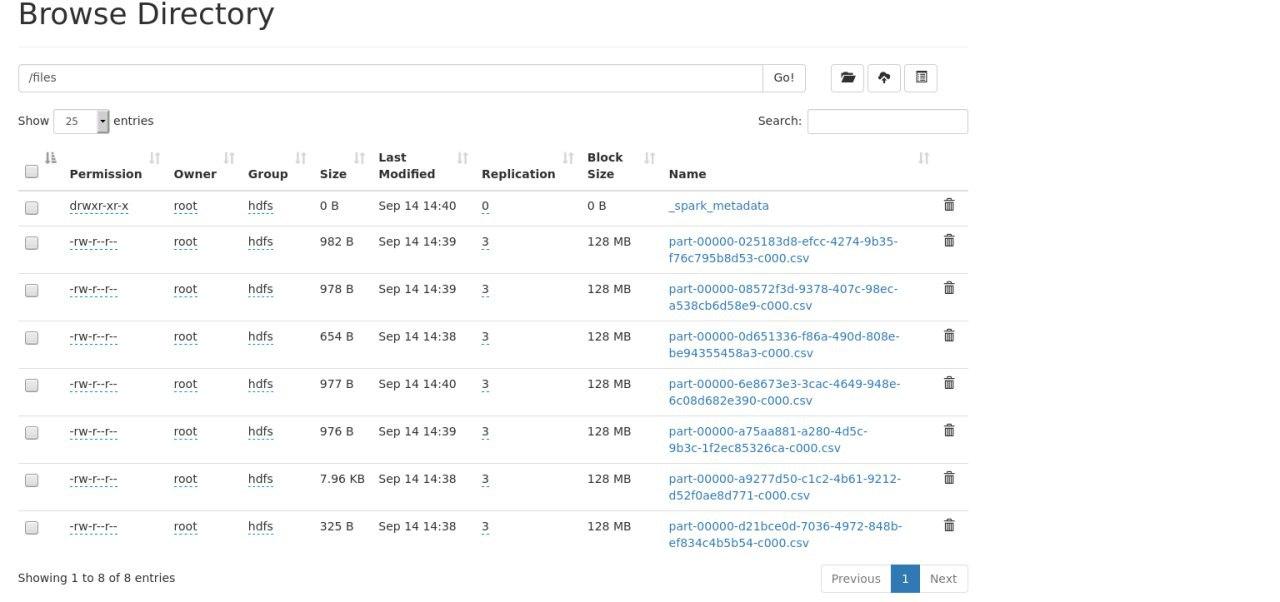 Browse Directory
/files Go!
Show 25 entries Search:
Permission Owner Group Size Last Modified Replication Block Size Name
drwxr-xr-x root hdfs 0 B Sep 14 14:40 0 0 B _spark_metadata
-rw-r--r-- root hdfs 982 B Sep 14 14:39 3 128 MB part-00000-025183d8-efcc-4274-9b35-
f76c795b8d53-c000.csv
-rw-r--r-- root hdfs 978 B Sep 14 14:39 3 128 MB part-00000-08572f3d-9378-407c-98ec-
a538cb6d58e9-c000.csv
-rw-r--r-- root hdfs 654 B Sep 14 14:38 3 128 MB part-00000-0d651336-f86a-490d-808e-
be94355458a3-c000.csv
-rw-r--r-- root hdfs 977 B Sep 14 14:40 3 128 MB part-00000-6e8673e3-3cac-4649-948e-
6c08d682e390-c000.csv
-rw-r--r-- root hdfs 976 B Sep 14 14:39 3 128 MB part-00000-a75aa881-a280-4d5c-
9b3c-1f2ec85326ca-c000.csv
-rw-r--r-- root hdfs 7.96 KB Sep 14 14:38 3 128 MB part-00000-a9277d50-c1c2-4b61-9212-
d52f0ae8d771-c000.csv
-rw-r--r-- root hdfs 325 B Sep 14 14:38 3 128 MB part-00000-d21bce0d-7036-4972-848b-
ef834c4b5b54-c000.csv
Showing 1 to 8 of 8 entries Previous 1 Next